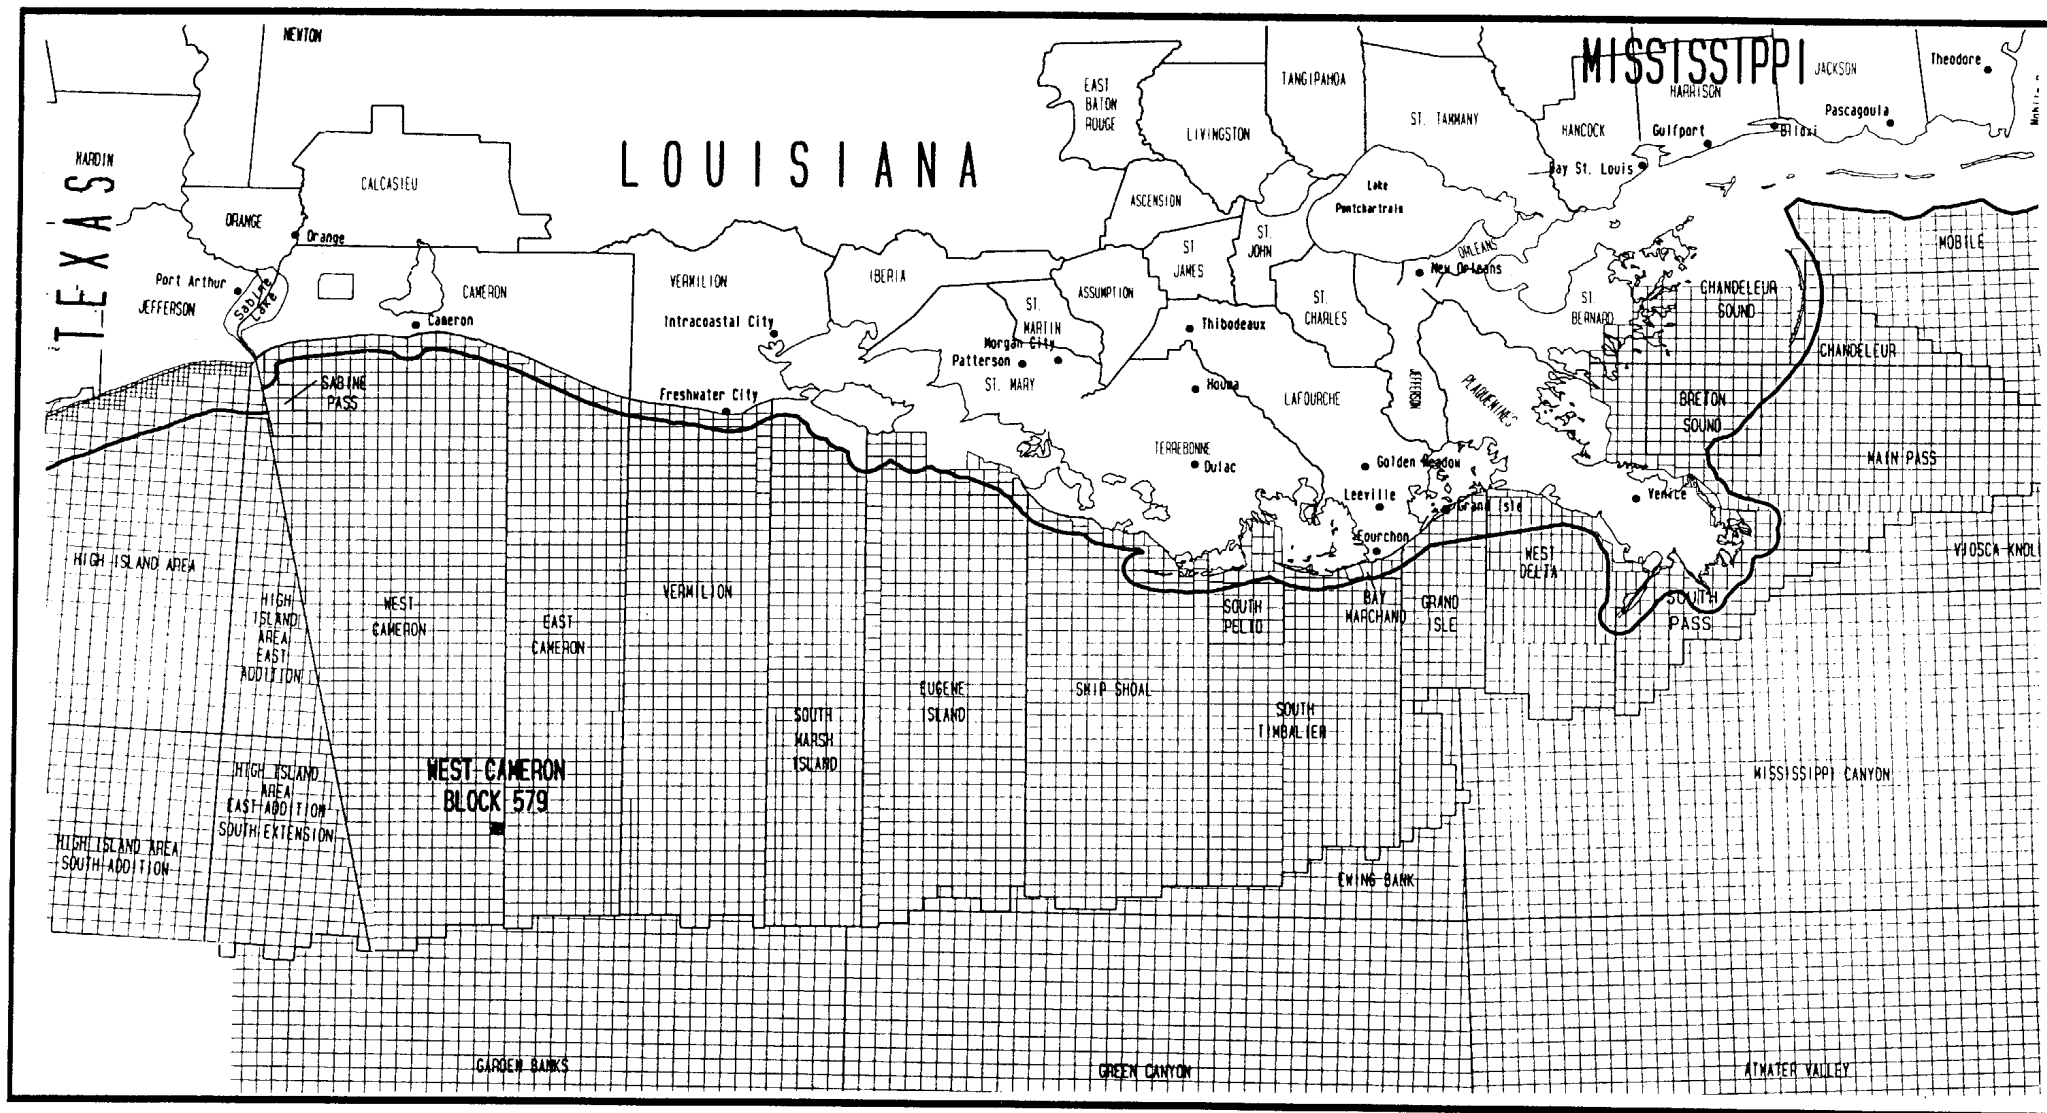 NEWTON
MISSISSIPPI
JACKSON
Theodore
HARRISON
Pascagoula
EAST
BATON
ROUGE
TANGIPAHOA
LIVINGSTON
ST. TAMMANY
HANCOCK
Gulfport
Biloxi
HARDIN
TEXAS
LOUISIANA
CALCASIEU
Bay St. Louis
ASCENSION
Lake
Pontchartrain
ORANGE
Orange
ST.
JOHN
ST
JAMES
ORLEANS
New Orleans
MOBILE
Port Arthur
JEFFERSON
Sabine
Lake
CAMERON
Cameron
VERMILION
IBERIA
ASSUMPTION
ST.
MARTIN
ST.
CHARLES
ST.
BERNARD
CHANDELEUR
SOUND
CHANDELEUR
Intracoastal City
Morgan City
Patterson
ST. MARY
Thibodeaux
Houma
LAFOURCHE
JEFFERSON
PLAQUEMINES
SABINE
PASS
Freshwater City
BRETON
SOUND
MAIN PASS
TERREBONNE
Dulac
Golden Meadow
Leeville
Grand Isle
Venice
Fourchon
HIGH ISLAND AREA
HIGH
ISLAND
AREA
EAST
ADDITION
WEST
CAMERON
EAST
CAMERON
VERMILION
SOUTH
PELTO
BAY
MARCHAND
GRAND
ISLE
WEST
DELTA
SOUTH
PASS
VIOSCA KNOLL
SOUTH
MARSH
ISLAND
EUGENE
ISLAND
SHIP SHOAL
SOUTH
TIMBALIER
WEST CAMERON
BLOCK 579
MISSISSIPPI CANYON
HIGH ISLAND
AREA
EAST ADDITION
SOUTH EXTENSION
HIGH ISLAND AREA
SOUTH ADDITION
EWING BANK
GARDEN BANKS
GREEN CANYON
ATWATER VALLEY